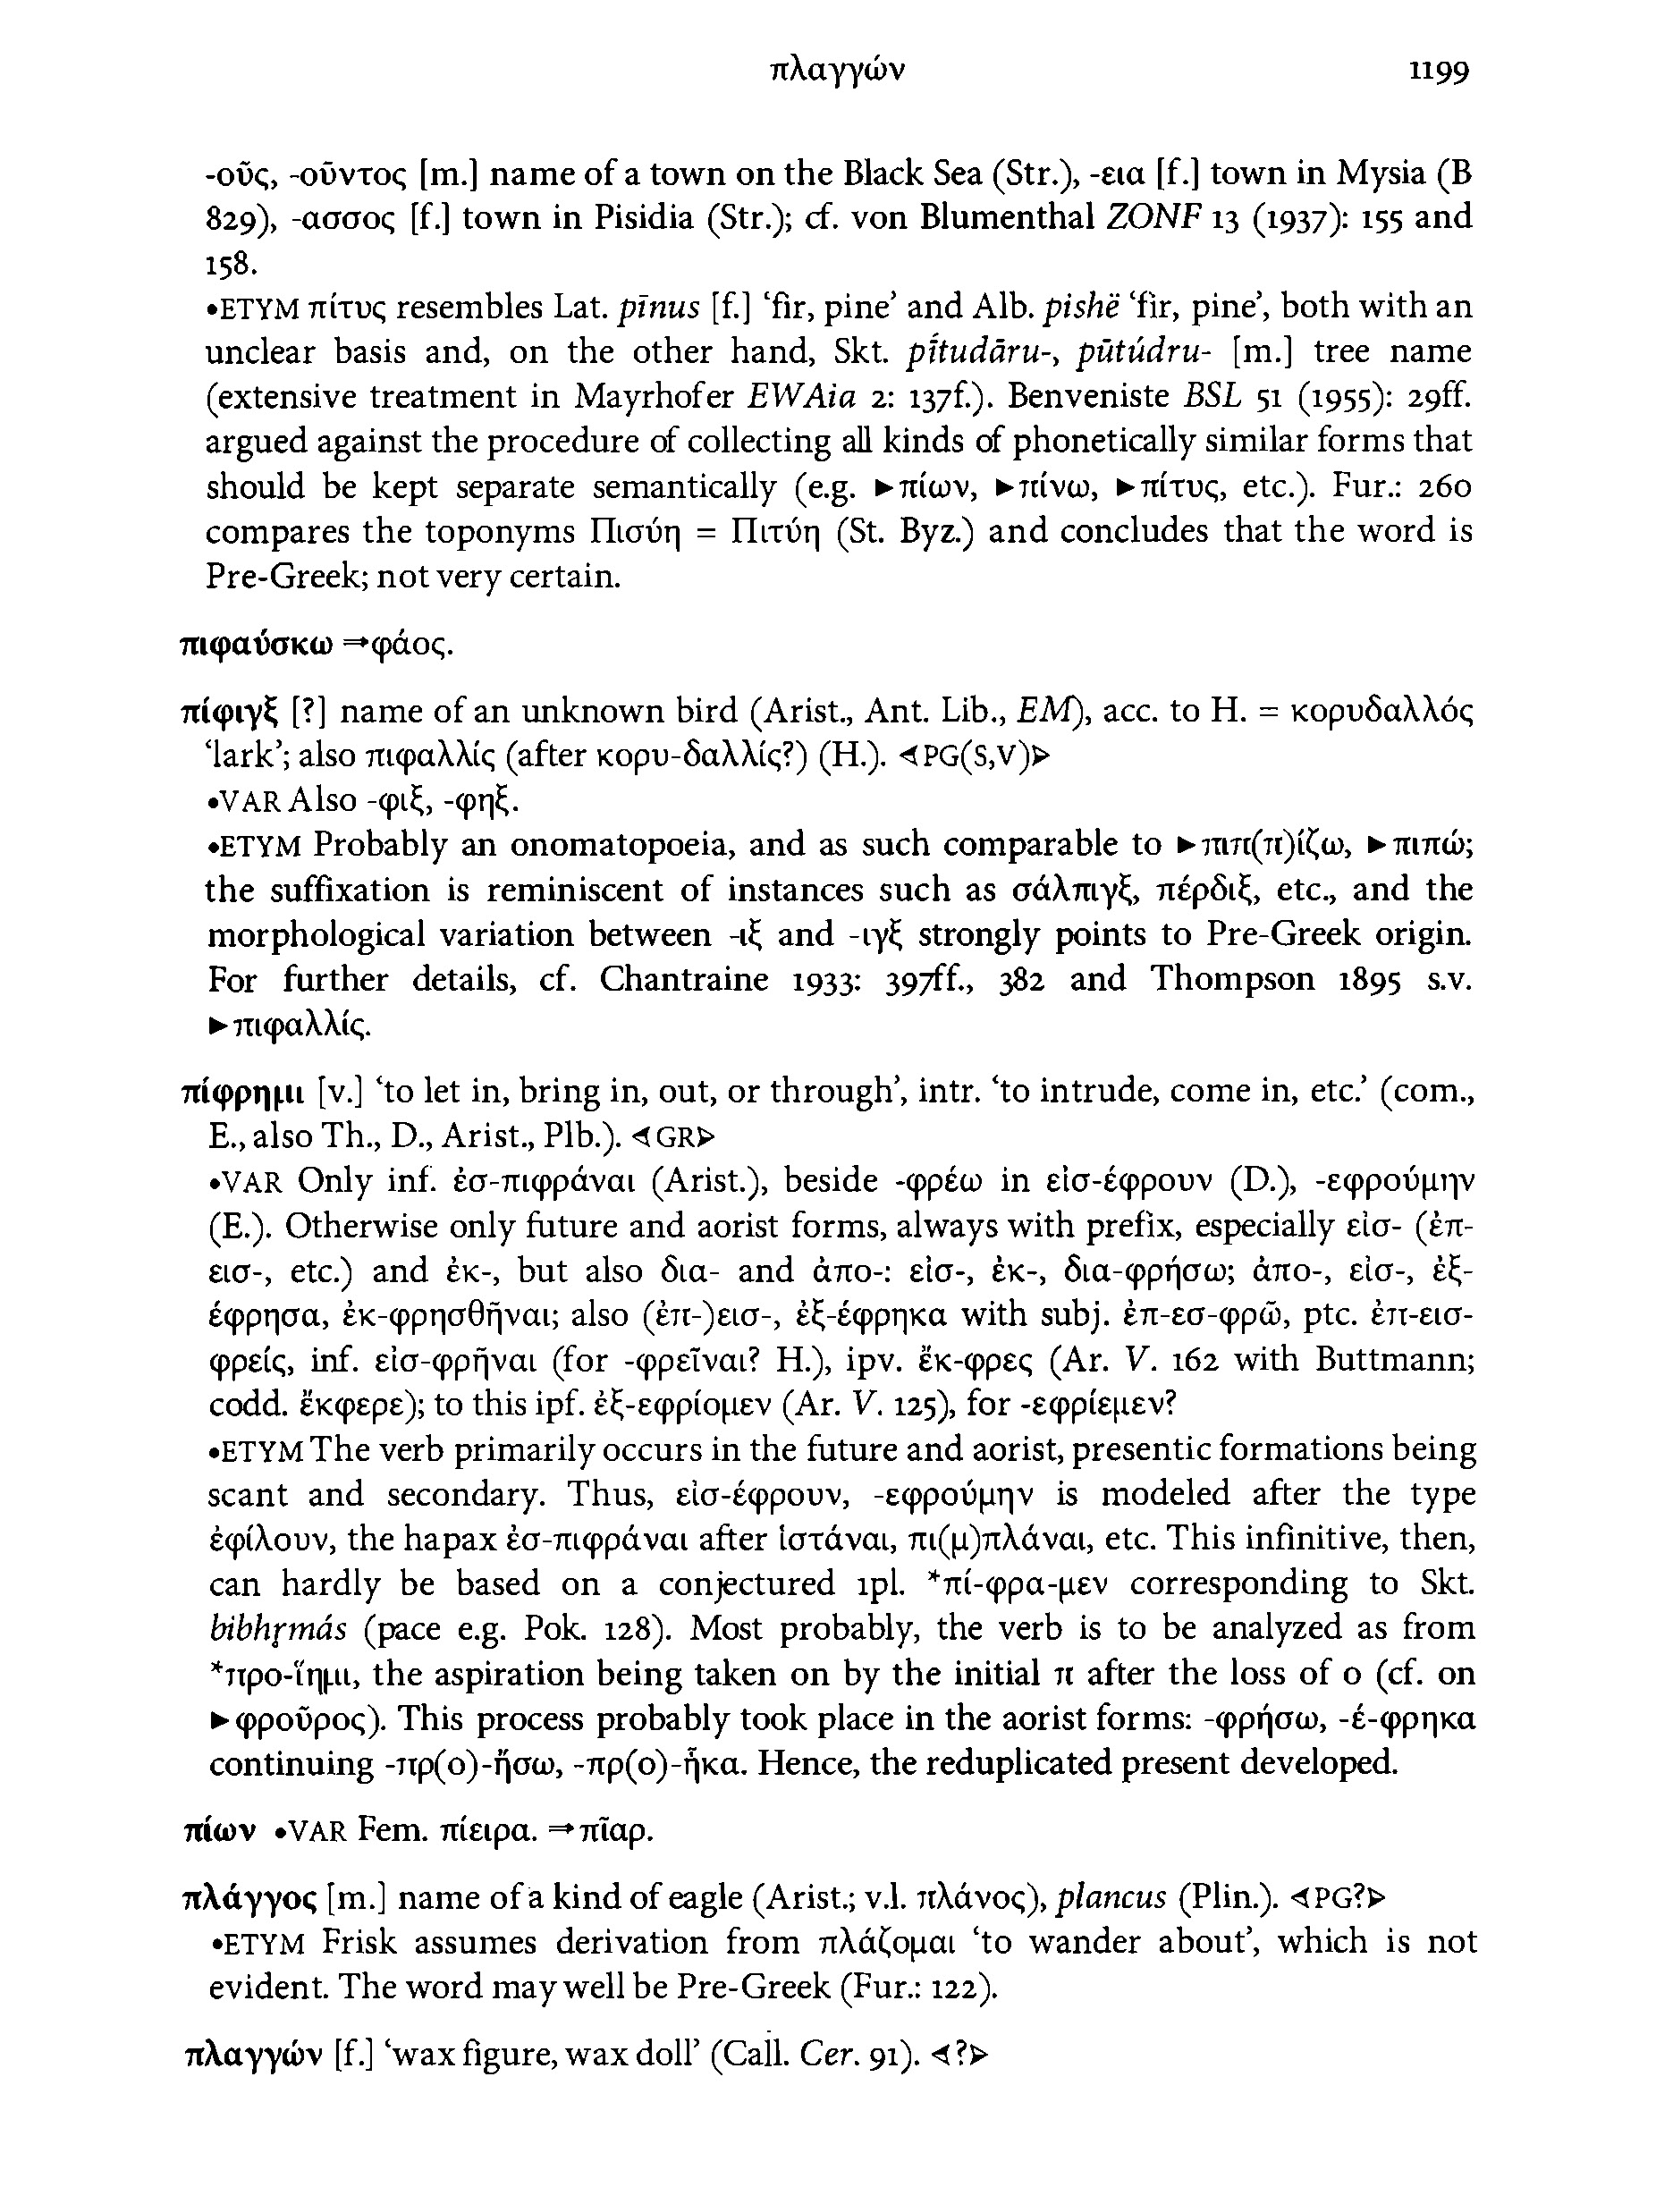 πλαγγών 1199
-οῦς, -οῦντος [m.] name of a town on the Black Sea (Str.), -εια [f.] town in Mysia (B
829), -ασσος [f.] town in Pisidia (Str.); cf. von Blumenthal ZONF 13 (1937): 155 and
158.
•ETYM πίτυς resembles Lat. pīnus [f.] ‘fir, pine’ and Alb. pishë ‘fir, pine’, both with an
unclear basis and, on the other hand, Skt. pī́tudāru-, pūtúdru- [m.] tree name
(extensive treatment in Mayrhofer EWAia 2: 137f.). Benveniste BSL 51 (1955): 29ff.
argued against the procedure of collecting all kinds of phonetically similar forms that
should be kept separate semantically (e.g. ►πίων, ►πίνω, ►πίτυς, etc.). Fur.: 260
compares the toponyms Πισύη = Πιτύη (St. Byz.) and concludes that the word is
Pre-Greek; not very certain.
πιφαύσκω ⇒φάος.
πίφιγξ [?] name of an unknown bird (Arist., Ant. Lib., EM), acc. to H. = κορυδαλλός
‘lark’; also πιφαλλίς (after κορυ-δαλλίς?) (H.). ⊲PG(S,V)⊳
•VAR Also -φιξ, -φηξ.
•ETYM Probably an onomatopoeia, and as such comparable to ►πιπ(π)ίζω, ►πιπώ;
the suffixation is reminiscent of instances such as σάλπιγξ, πέρδιξ, etc., and the
morphological variation between -ιξ and -ιγξ strongly points to Pre-Greek origin.
For further details, cf. Chantraine 1933: 397ff., 382 and Thompson 1895 s.v.
►πιφαλλίς.
πίφρημι [v.] ‘to let in, bring in, out, or through’, intr. ‘to intrude, come in, etc.’ (com.,
E., also Th., D., Arist., Plb.). ⊲GR⊳
•VAR Only inf. ἐσ-πιφράναι (Arist.), beside -φρέω in εἰσ-έφρουν (D.), -εφρούμην
(E.). Otherwise only future and aorist forms, always with prefix, especially εἰσ- (ἐπ-
εισ-, etc.) and ἐκ-, but also δια- and ἀπο-: εἰσ-, ἐκ-, δια-φρήσω; ἀπο-, εἰσ-, ἐξ-
έφρησα, ἐκ-φρησθῆναι; also (ἐπ-)εισ-, ἐξ-έφρηκα with subj. ἐπ-εσ-φρῶ, ptc. ἐπ-εισ-
φρείς, inf. εἰσ-φρῆναι (for -φρεῖναι? H.), ipv. ἔκ-φρες (Ar. V. 162 with Buttmann;
codd. ἔκφερε); to this ipf. ἐξ-εφρίομεν (Ar. V. 125), for -εφρίεμεν?
•ETYM The verb primarily occurs in the future and aorist, presentic formations being
scant and secondary. Thus, εἰσ-έφρουν, -εφρούμην is modeled after the type
ἐφίλουν, the hapax ἐσ-πιφράναι after ἱστάναι, πι(μ)πλάναι, etc. This infinitive, then,
can hardly be based on a conjectured 1pl. *πί-φρα-μεν corresponding to Skt.
bibhṛmás (pace e.g. Pok. 128). Most probably, the verb is to be analyzed as from
*προ-ἵημι, the aspiration being taken on by the initial π after the loss of ο (cf. on
►φροῦρος). This process probably took place in the aorist forms: -φρήσω, -έ-φρηκα
continuing -πρ(ο)-ἥσω, -πρ(ο)-ἧκα. Hence, the reduplicated present developed.
πίων •VAR Fem. πίειρα. ⇒πῖαρ.
πλάγγος [m.] name of a kind of eagle (Arist.; v.l. πλάνος), plancus (Plin.). ⊲PG?⊳
•ETYM Frisk assumes derivation from πλάζομαι ‘to wander about’, which is not
evident. The word may well be Pre-Greek (Fur.: 122).
πλαγγών [f.] ‘wax figure, wax doll’ (Call. Cer. 91). ⊲?⊳